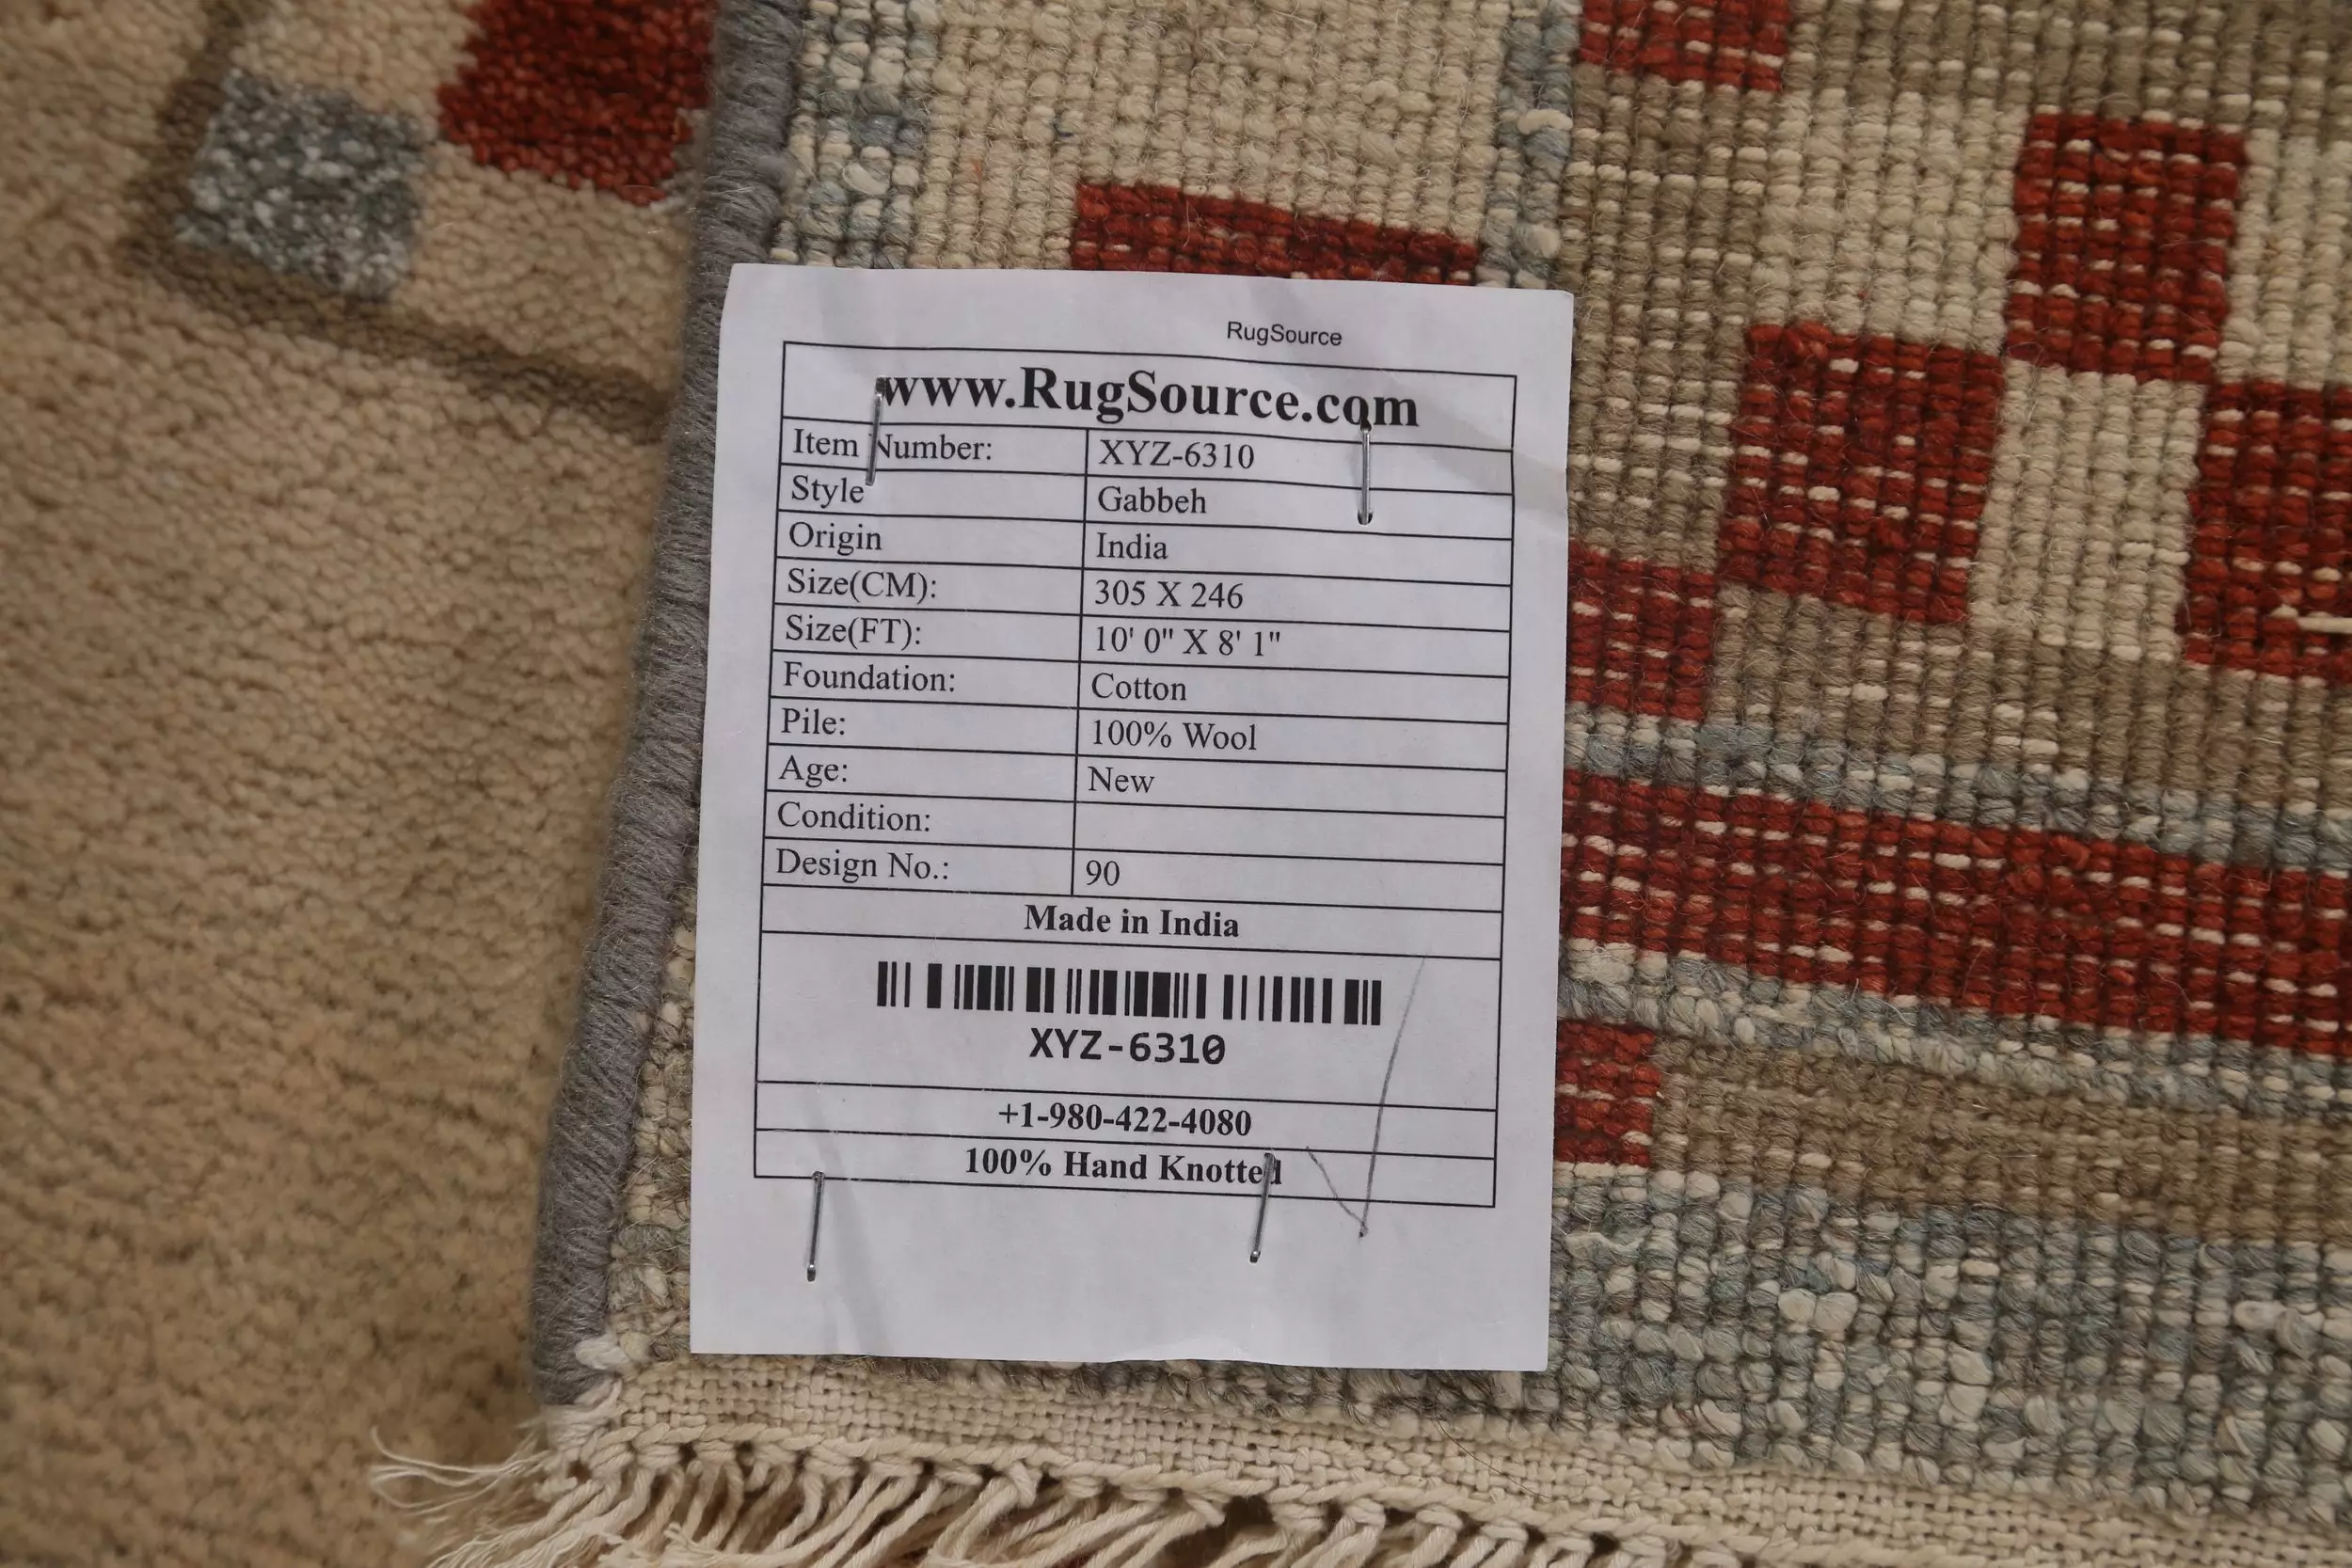 RugSource
www.RugSource.com
Item Number: XYZ-6310
Style Gabbeh
Origin India
Size(CM): 305 X 246
Size(FT): 10' 0" X 8' 1"
Foundation: Cotton
Pile: 100% Wool
Age: New
Condition:
Design No.: 90
Made in India
XYZ-6310
+1-980-422-4080
100% Hand Knotted